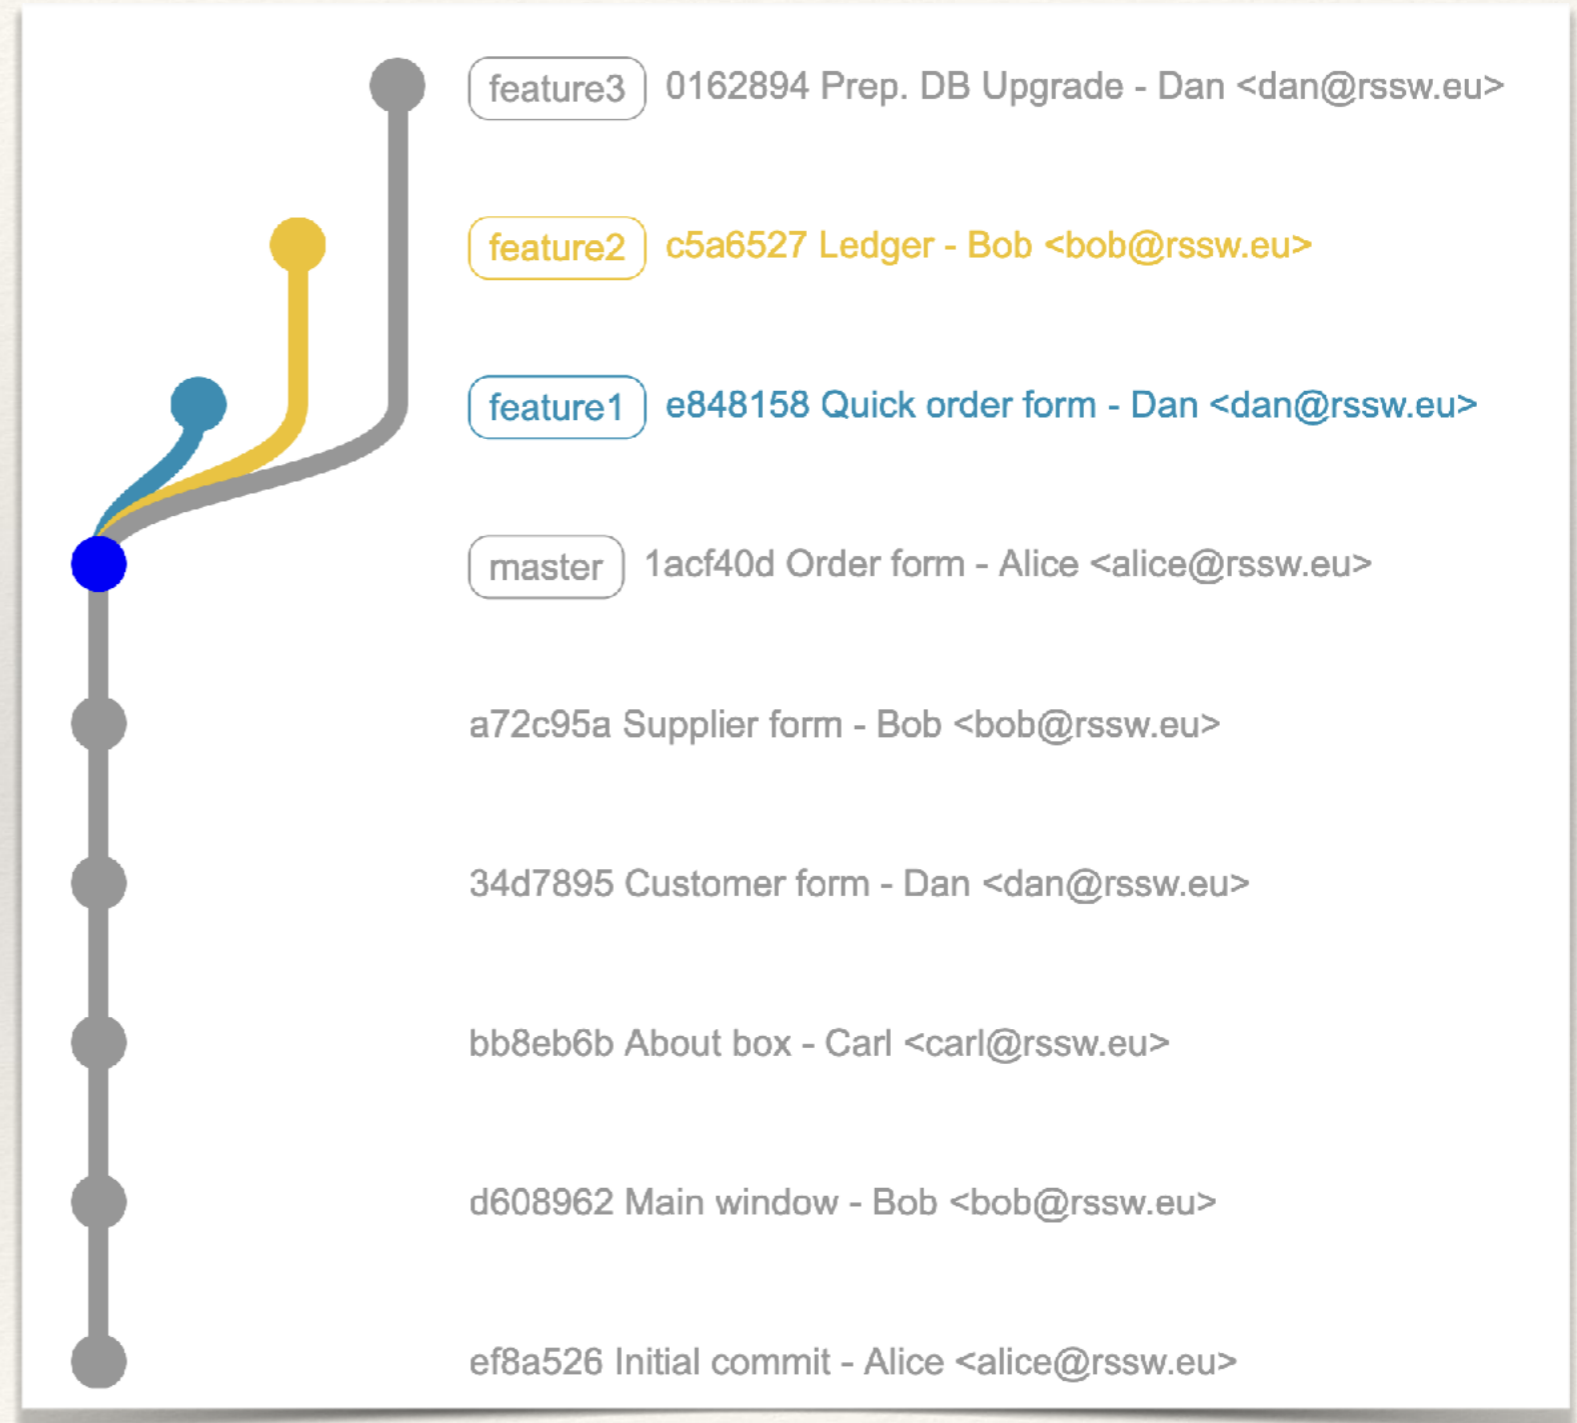 feature3 0162894 Prep. DB Upgrade - Dan <dan@rssw.eu>
feature2 c5a6527 Ledger - Bob <bob@rssw.eu>
feature1 e848158 Quick order form - Dan <dan@rssw.eu>
master 1acf40d Order form - Alice <alice@rssw.eu>
a72c95a Supplier form - Bob <bob@rssw.eu>
34d7895 Customer form - Dan <dan@rssw.eu>
bb8eb6b About box - Carl <carl@rssw.eu>
d608962 Main window - Bob <bob@rssw.eu>
ef8a526 Initial commit - Alice <alice@rssw.eu>